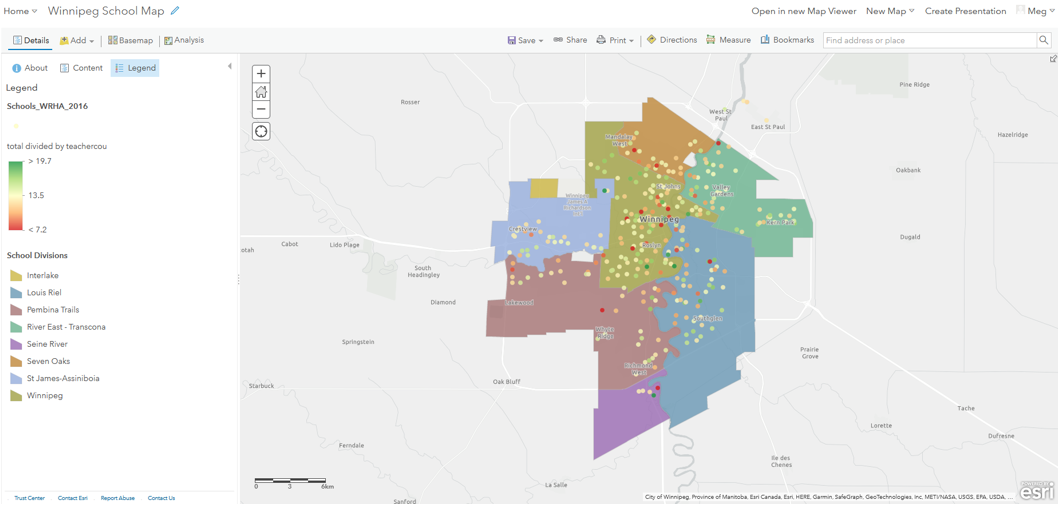 Home
Winnipeg School Map
Open in new Map Viewer
New Map
Create Presentation
Meg
Details
Add
Basemap
Analysis
Save
Share
Print
Directions
Measure
Bookmarks
Find address or place
About
Content
Legend
Legend
Schools_WRHA_2016
total divided by teachercou
> 19.7
13.5
< 7.2
School Divisions
Interlake
Louis Riel
Pembina Trails
River East - Transcona
Seine River
Seven Oaks
St James-Assiniboia
Winnipeg
Trust Center
Contact Esri
Report Abuse
Contact Us
+
−
Rosser
West St
Paul
East St Paul
Pine Ridge
Hazelridge
Oakbank
Dugald
Winnipeg
Crestview
Cabot
Lido Plage
South
Headingley
Diamond
Lakewood
Springstein
Whyte
Ridge
Richmond
West
Oak Bluff
Starbuck
Ferndale
Sanford
La Salle
Prairie
Grove
Tache
Lorette
Dufresne
Ile des
Chenes
0 3 6km
City of Winnipeg, Province of Manitoba, Esri Canada, Esri, HERE, Garmin, SafeGraph, GeoTechnologies, Inc, METI/NASA, USGS, EPA, USDA, ...
esri